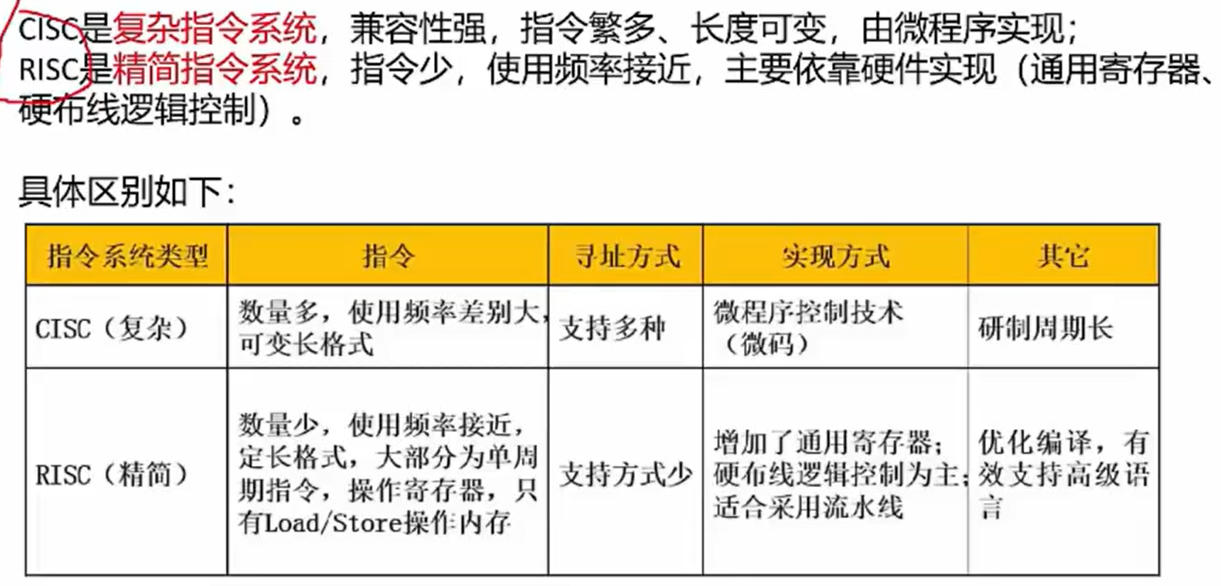 CISC是复杂指令系统，兼容性强，指令繁多、长度可变，由微程序实现；
RISC是精简指令系统，指令少，使用频率接近，主要依靠硬件实现（通用寄存器、
硬布线逻辑控制）。
具体区别如下：
指令系统类型 指令 寻址方式 实现方式 其它
CISC（复杂） 数量多，使用频率差别大，可变长格式 支持多种 微程序控制技术（微码） 研制周期长
RISC（精简） 数量少，使用频率接近，定长格式，大部分为单周期指令，操作寄存器，只有Load/Store操作内存 支持方式少 增加了通用寄存器；硬布线逻辑控制为主；适合采用流水线 优化编译，有效支持高级语言